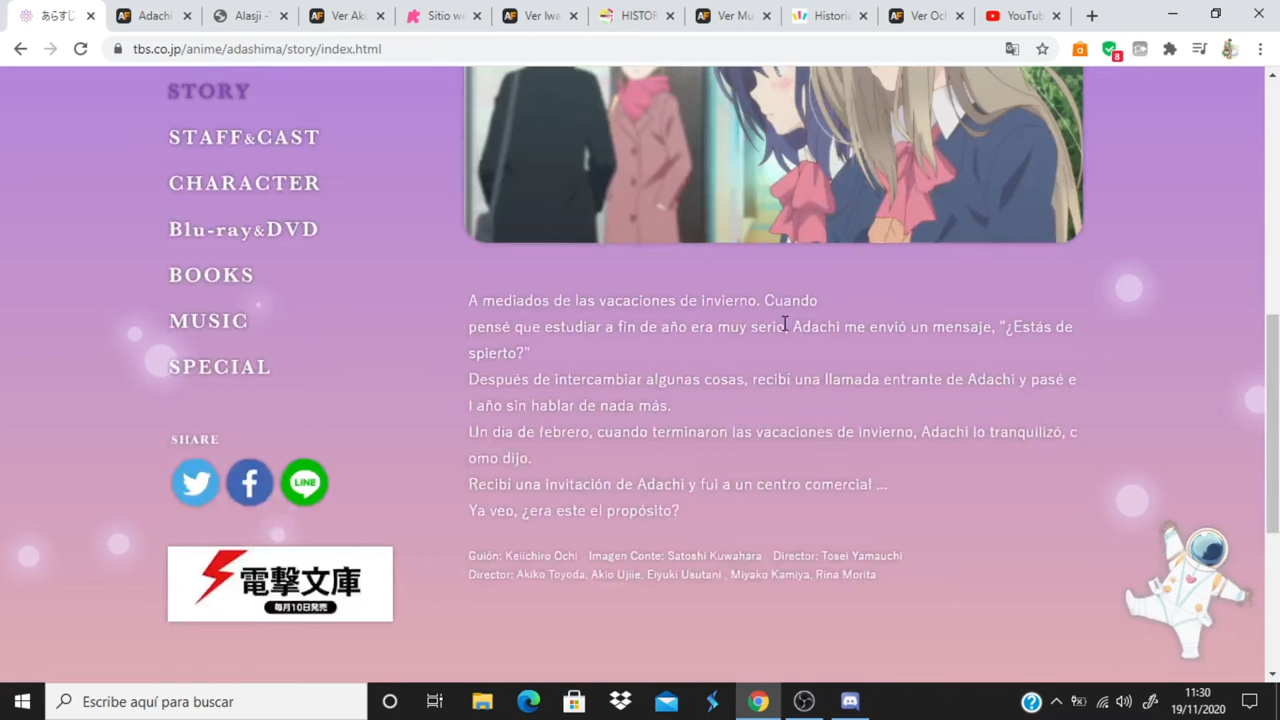 あらすじ
Adachi
Alasji -T
Ver Aku
Sitio we
Ver Iwa
HISTOR
Ver Mu
Historia
Ver Och
YouTub
tbs.co.jp/anime/adashima/story/index.html
8
STORY
STAFF&CAST
CHARACTER
Blu-ray&DVD
BOOKS
MUSIC
SPECIAL
SHARE
LINE
電撃文庫
毎月10日発売
A mediados de las vacaciones de invierno. Cuando
pensé que estudiar a fin de año era muy serio, Adachi me envió un mensaje, "¿Estás de
spierto?"
Después de intercambiar algunas cosas, recibí una llamada entrante de Adachi y pasé e
l año sin hablar de nada más.
Un día de febrero, cuando terminaron las vacaciones de invierno, Adachi lo tranquilizó, c
omo dijo.
Recibí una invitación de Adachi y fui a un centro comercial ...
Ya veo, ¿era este el propósito?
Guión: Keiichiro Ochi Imagen Conte: Satoshi Kuwahara Director: Tosei Yamauchi
Director: Akiko Toyoda, Akio Ujiie, Eiyuki Usutani , Miyako Kamiya, Rina Morita
Escribe aquí para buscar
11:30
19/11/2020